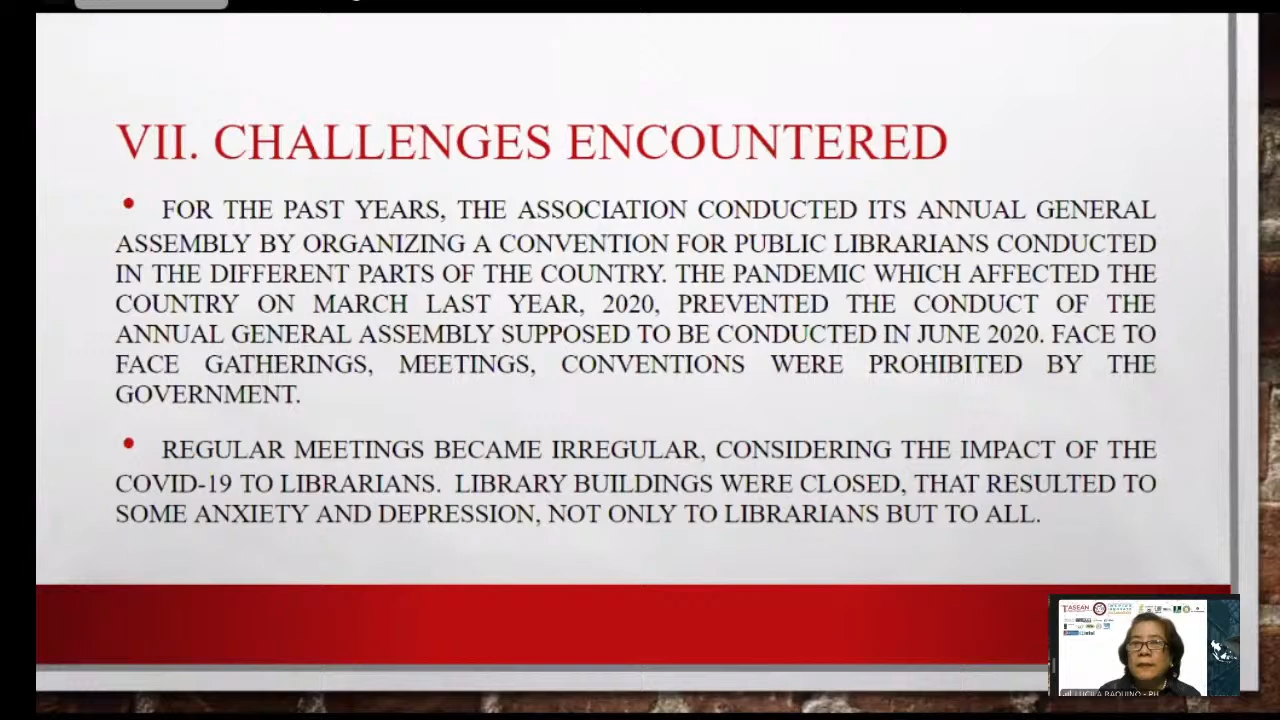 VII. CHALLENGES ENCOUNTERED
• FOR THE PAST YEARS, THE ASSOCIATION CONDUCTED ITS ANNUAL GENERAL
ASSEMBLY BY ORGANIZING A CONVENTION FOR PUBLIC LIBRARIANS CONDUCTED
IN THE DIFFERENT PARTS OF THE COUNTRY. THE PANDEMIC WHICH AFFECTED THE
COUNTRY ON MARCH LAST YEAR, 2020, PREVENTED THE CONDUCT OF THE
ANNUAL GENERAL ASSEMBLY SUPPOSED TO BE CONDUCTED IN JUNE 2020. FACE TO
FACE GATHERINGS, MEETINGS, CONVENTIONS WERE PROHIBITED BY THE
GOVERNMENT.
• REGULAR MEETINGS BECAME IRREGULAR, CONSIDERING THE IMPACT OF THE
COVID-19 TO LIBRARIANS. LIBRARY BUILDINGS WERE CLOSED, THAT RESULTED TO
SOME ANXIETY AND DEPRESSION, NOT ONLY TO LIBRARIANS BUT TO ALL.
ASEAN
LUCILA RAQUINO - PH